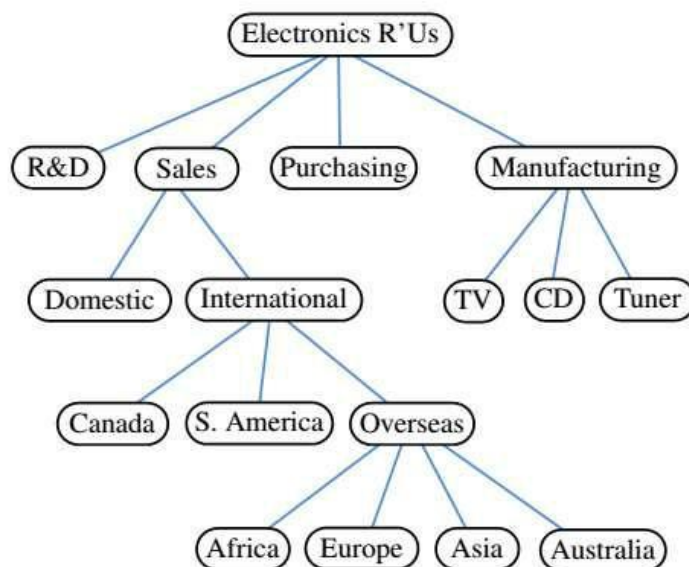 Electronics R'Us
R&D Sales Purchasing Manufacturing
Domestic International TV CD Tuner
Canada S. America Overseas
Africa Europe Asia Australia